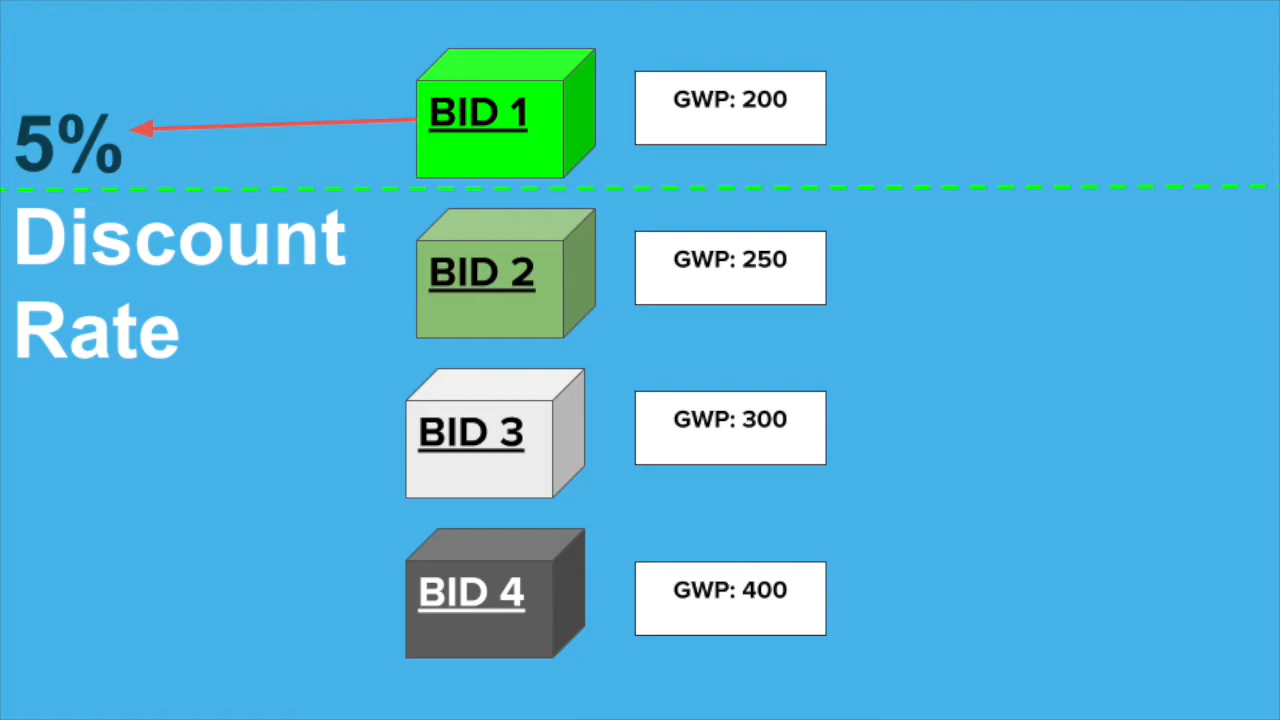 BID 1
GWP: 200
5%
Discount
Rate
BID 2
GWP: 250
BID 3
GWP: 300
BID 4
GWP: 400